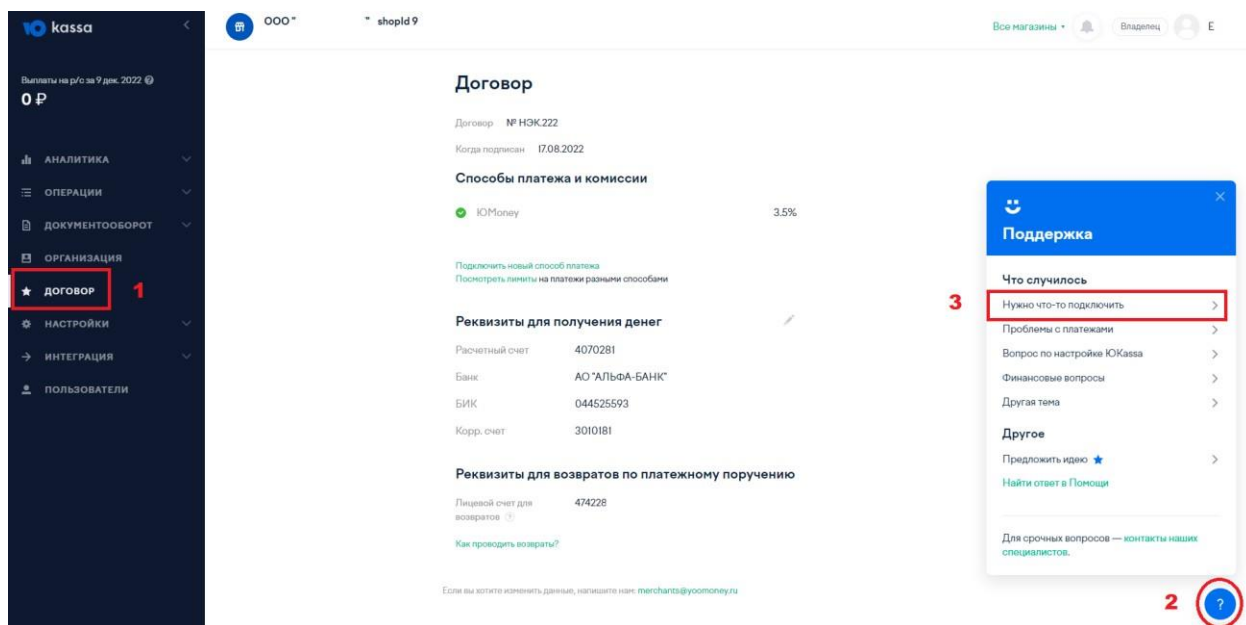 Ю kassa
Выплаты на р/с за 9 дек. 2022
0 ₽
АНАЛИТИКА
ОПЕРАЦИИ
ДОКУМЕНТООБОРОТ
ОРГАНИЗАЦИЯ
ДОГОВОР 1
НАСТРОЙКИ
ИНТЕГРАЦИЯ
ПОЛЬЗОВАТЕЛИ
ООО " " shopId 9
Все магазины
Владелец
E
Договор
Договор № НЭК.222
Когда подписан 17.08.2022
Способы платежа и комиссии
ЮMoney 3.5%
Подключить новый способ платежа
Посмотреть лимиты на платежи разными способами
Реквизиты для получения денег
Расчетный счет 4070281
Банк АО "АЛЬФА-БАНК"
БИК 044525593
Корр. счет 3010181
Реквизиты для возвратов по платежному поручению
Лицевой счет для возвратов ? 474228
Как проводить возвраты?
Если вы хотите изменить данные, напишите нам: merchants@yoomoney.ru
Поддержка
Что случилось
3 Нужно что-то подключить
Проблемы с платежами
Вопрос по настройке ЮKassa
Финансовые вопросы
Другая тема
Другое
Предложить идею
Найти ответ в Помощи
Для срочных вопросов — контакты наших
специалистов.
2 ?